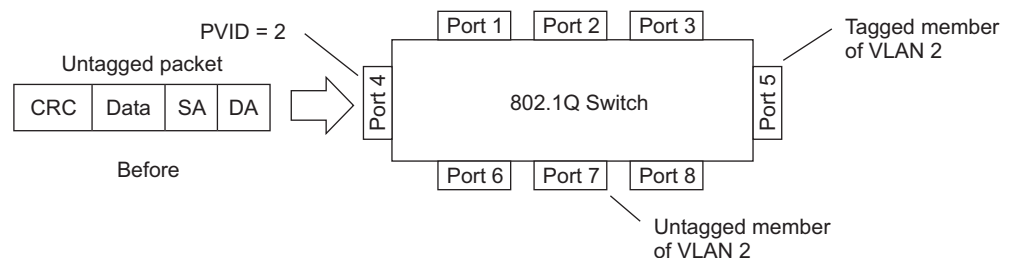 PVID = 2
Port 1
Port 2
Port 3
Tagged member
of VLAN 2
Untagged packet
CRC
Data
SA
DA
Port 4
802.1Q Switch
Port 5
Before
Port 6
Port 7
Port 8
Untagged member
of VLAN 2